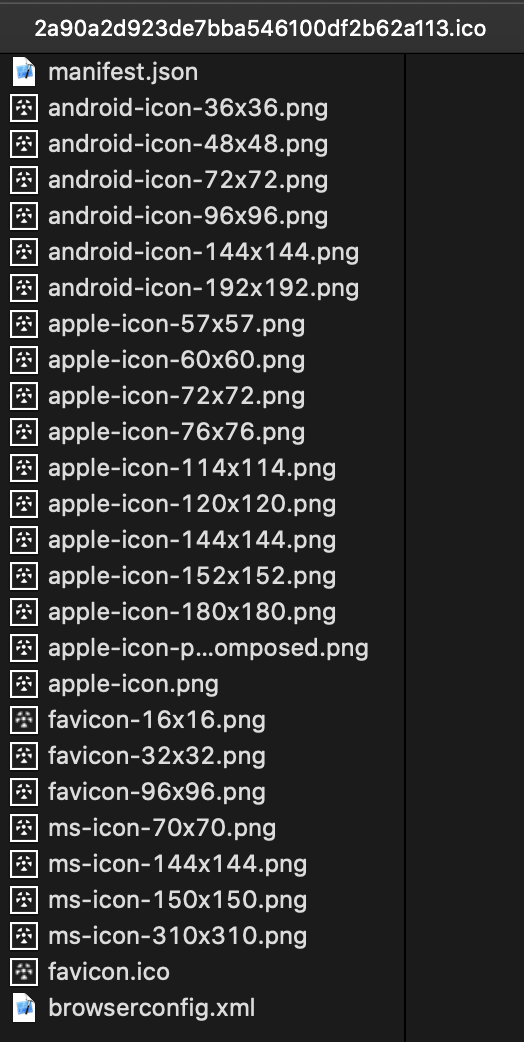 2a90a2d923de7bba546100df2b62a113.ico
manifest.json
android-icon-36x36.png
android-icon-48x48.png
android-icon-72x72.png
android-icon-96x96.png
android-icon-144x144.png
android-icon-192x192.png
apple-icon-57x57.png
apple-icon-60x60.png
apple-icon-72x72.png
apple-icon-76x76.png
apple-icon-114x114.png
apple-icon-120x120.png
apple-icon-144x144.png
apple-icon-152x152.png
apple-icon-180x180.png
apple-icon-p...omposed.png
apple-icon.png
favicon-16x16.png
favicon-32x32.png
favicon-96x96.png
ms-icon-70x70.png
ms-icon-144x144.png
ms-icon-150x150.png
ms-icon-310x310.png
favicon.ico
browserconfig.xml